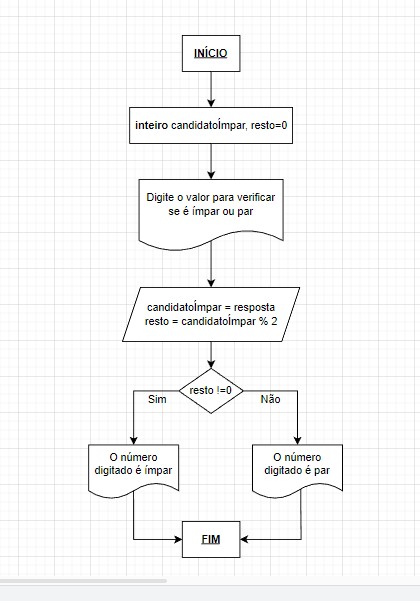 INÍCIO
inteiro candidatoÍmpar, resto=0
Digite o valor para verificar
se é ímpar ou par
candidatoÍmpar = resposta
resto = candidatoÍmpar % 2
resto !=0
Sim
Não
O número
digitado é ímpar
O número
digitado é par
FIM